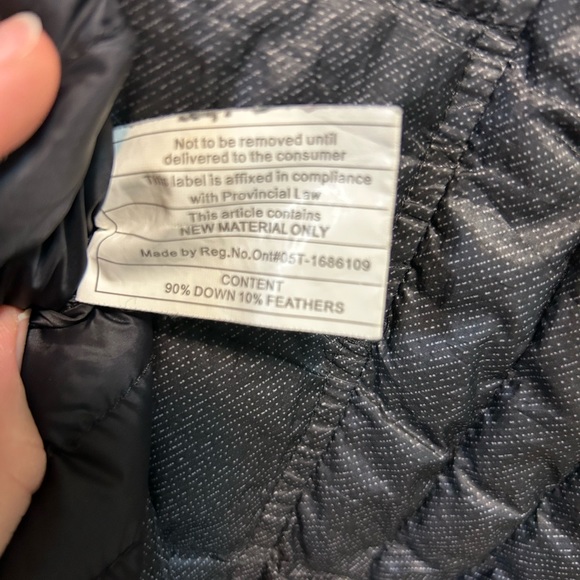 Not to be removed until
delivered to the consumer
This label is affixed in compliance
with Provincial Law
This article contains
NEW MATERIAL ONLY
Made by Reg.No.Ont#05T-1686109
CONTENT
90% DOWN 10% FEATHERS